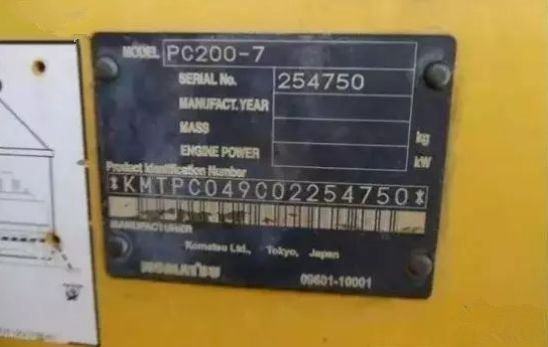 MODEL PC200-7
SERIAL No. 254750
MANUFACT. YEAR
MASS kg
ENGINE POWER kW
Product Identification Number
*KMTPC049C02254750*
MANUFACTURER
Komatsu Ltd., Tokyo, Japan
KOMATSU 09601-10001